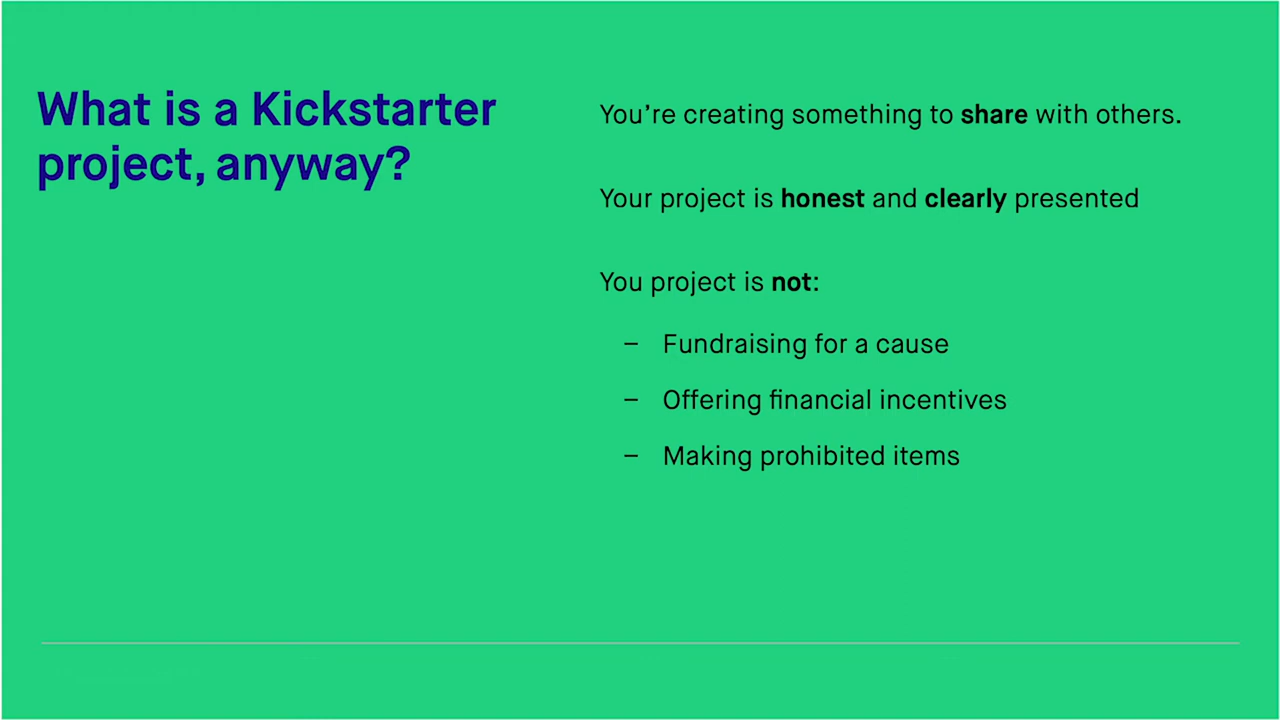 What is a Kickstarter
project, anyway?
You’re creating something to share with others.
Your project is honest and clearly presented
You project is not:
– Fundraising for a cause
– Offering financial incentives
– Making prohibited items